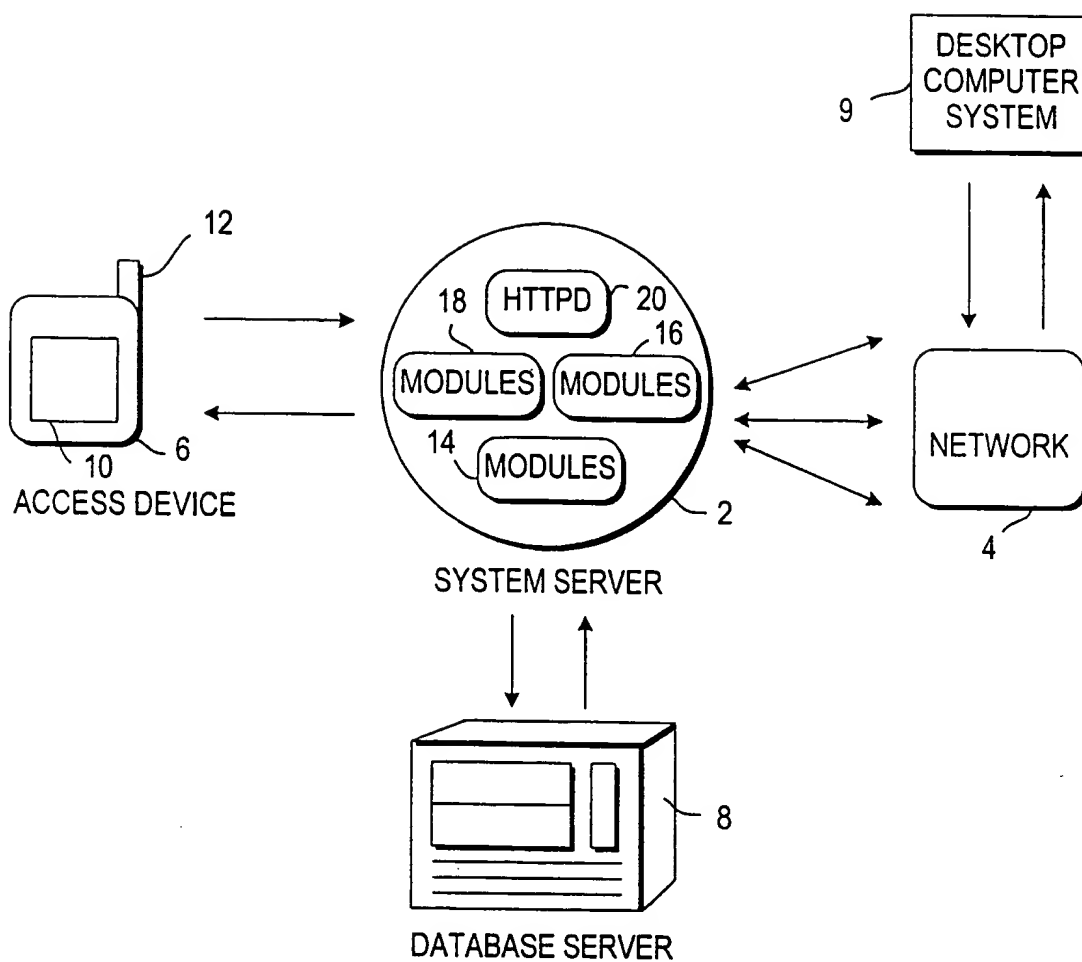 DESKTOP
COMPUTER
SYSTEM
9
12
HTTPD
20
18
16
MODULES
MODULES
14
MODULES
10
6
ACCESS DEVICE
NETWORK
4
2
SYSTEM SERVER
8
DATABASE SERVER